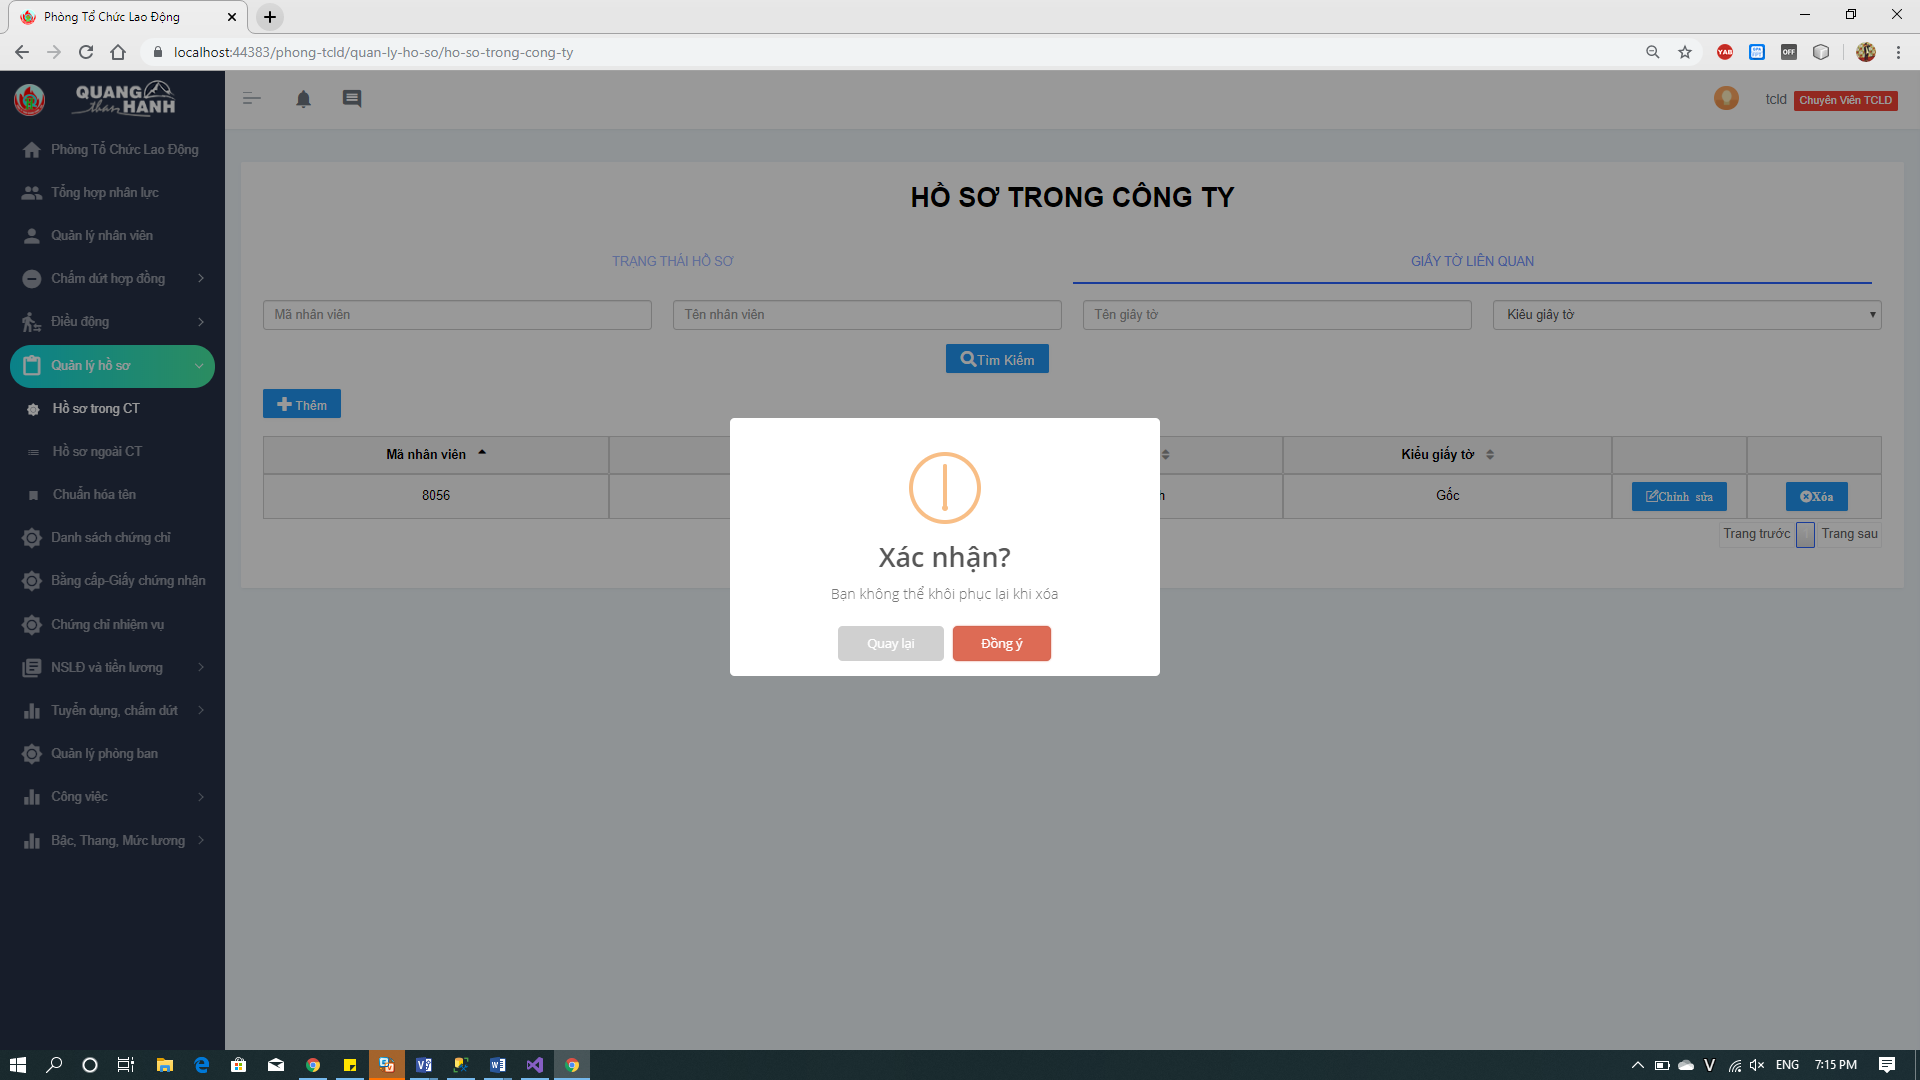 Phòng Tổ Chức Lao Động
localhost:44383/phong-tcld/quan-ly-ho-so/ho-so-trong-cong-ty
YAB
OFF
QUANG HANH
than
tcld
Chuyên Viên TCLD
Phòng Tổ Chức Lao Động
Tổng hợp nhân lực
Quản lý nhân viên
Chấm dứt hợp đồng
Điều động
Quản lý hồ sơ
Hồ sơ trong CT
Hồ sơ ngoài CT
Chuẩn hóa tên
Danh sách chứng chỉ
Bằng cấp-Giấy chứng nhận
Chứng chỉ nhiệm vụ
NSLĐ và tiền lương
Tuyển dụng, chấm dứt
Quản lý phòng ban
Công việc
Bậc, Thang, Mức lương
HỒ SƠ TRONG CÔNG TY
TRẠNG THÁI HỒ SƠ
GIẤY TỜ LIÊN QUAN
Mã nhân viên
Tên nhân viên
Tên giấy tờ
Kiểu giấy tờ
Tìm Kiếm
Thêm
Mã nhân viên
Kiểu giấy tờ
8056
h
Gốc
Chỉnh sửa
Xóa
Trang trước
Trang sau
Xác nhận?
Bạn không thể khôi phục lại khi xóa
Quay lại
Đồng ý
ENG
7:15 PM